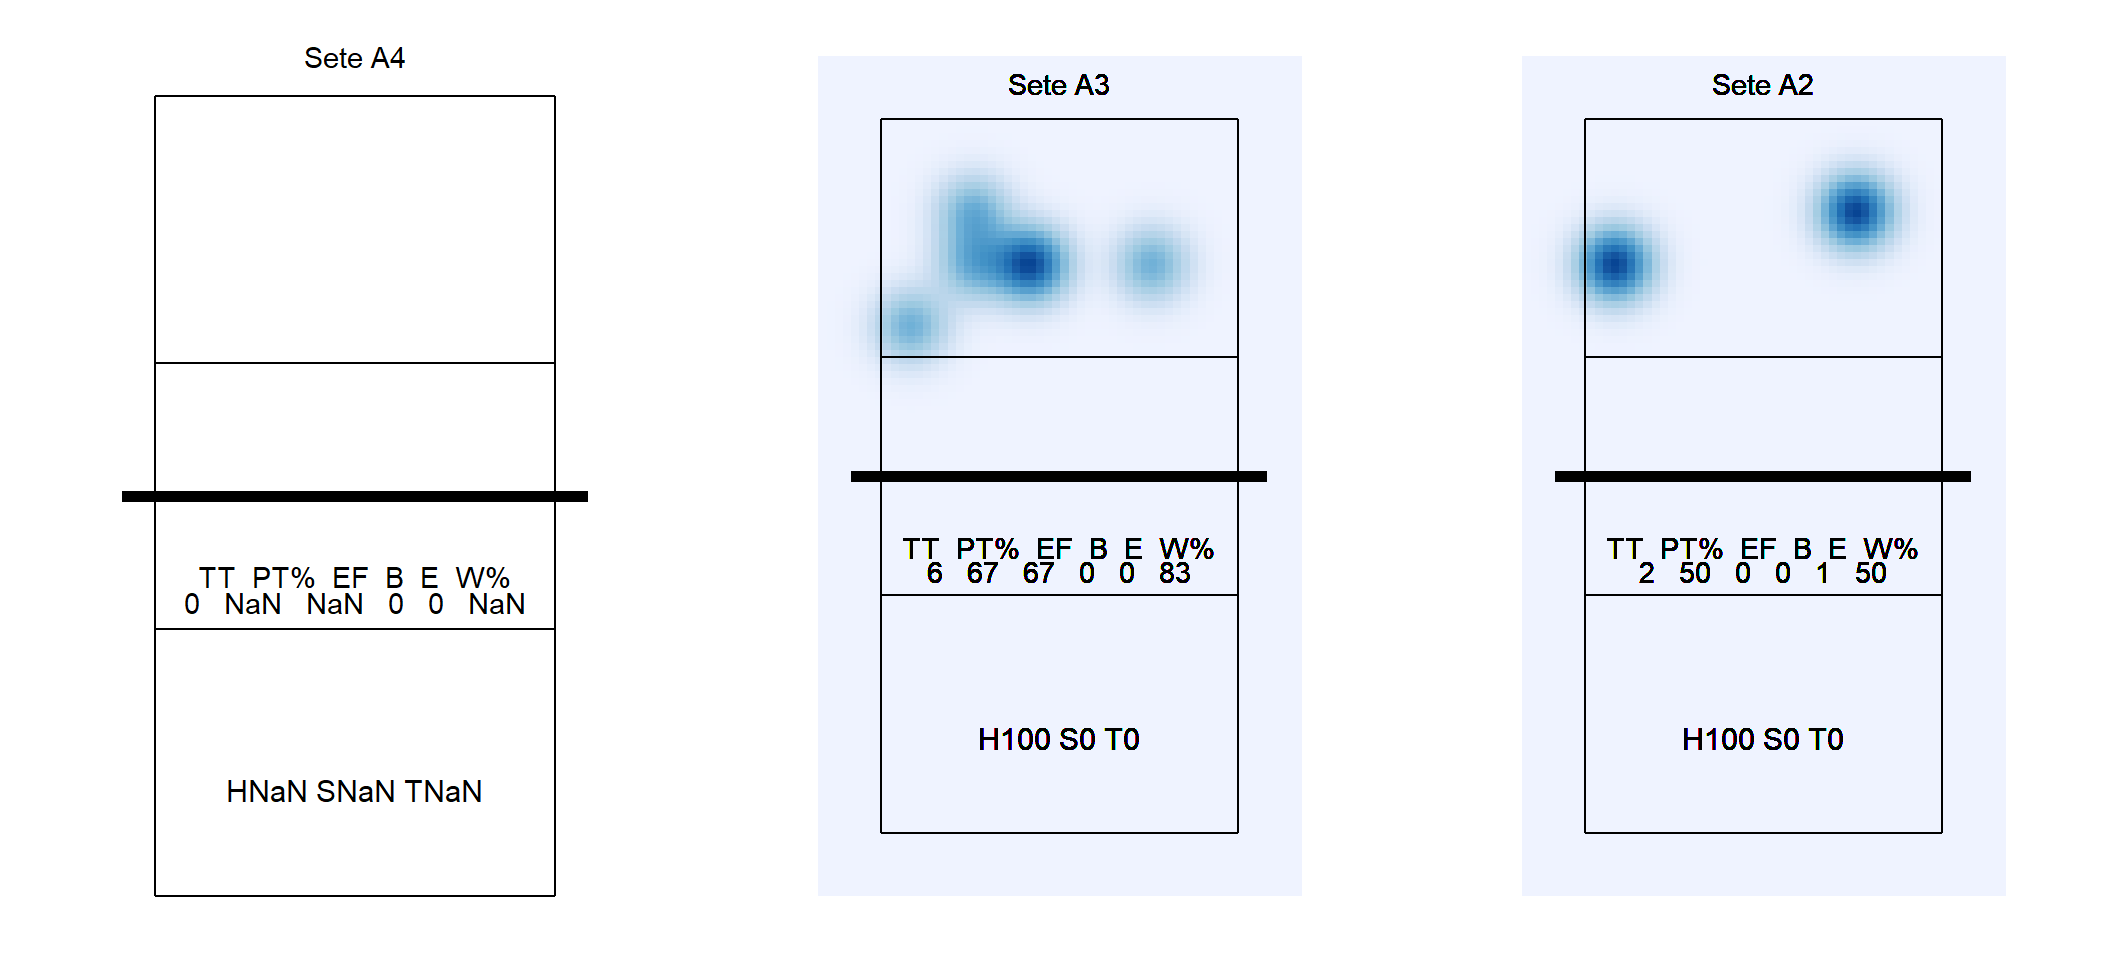 Sete A4
TT PT% EF B E W%
0 NaN NaN 0 0 NaN
HNaN SNaN TNaN
Sete A3
TT PT% EF B E W%
6 67 67 0 0 83
H100 S0 T0
Sete A2
TT PT% EF B E W%
2 50 0 0 1 50
H100 S0 T0